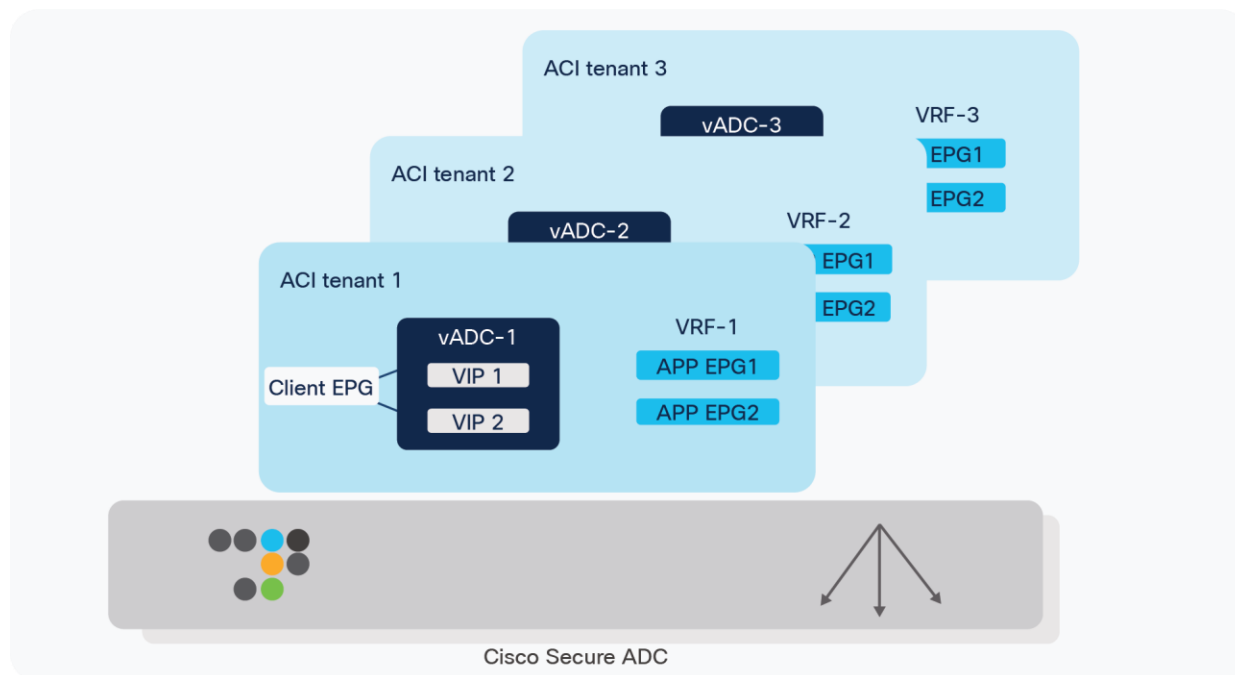 ACI tenant 3
vADC-3
VRF-3
EPG1
EPG2
ACI tenant 2
vADC-2
VRF-2
EPG1
EPG2
ACI tenant 1
vADC-1
VIP 1
VIP 2
Client EPG
VRF-1
APP EPG1
APP EPG2
Cisco Secure ADC